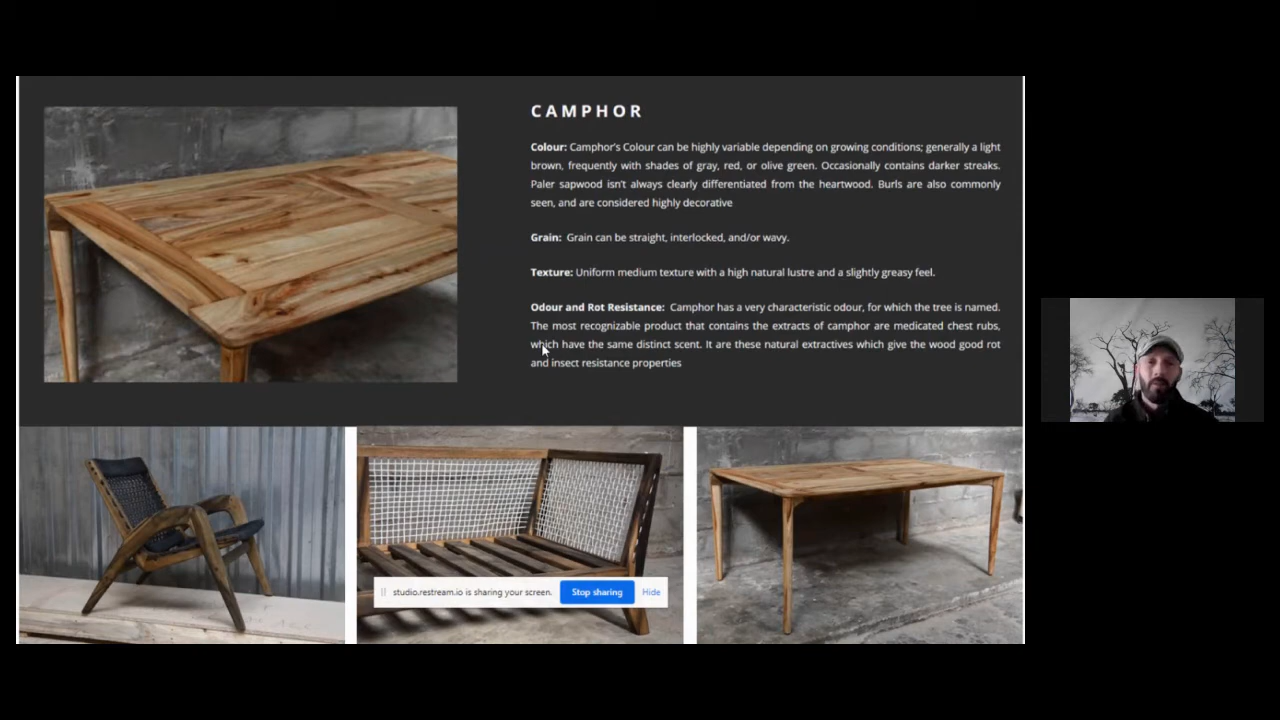 CAMPHOR
Colour: Camphor's Colour can be highly variable depending on growing conditions; generally a light
brown, frequently with shades of gray, red, or olive green. Occasionally contains darker streaks.
Paler sapwood isn't always clearly differentiated from the heartwood. Burls are also commonly
seen, and are considered highly decorative
Grain: Grain can be straight, interlocked, and/or wavy.
Texture: Uniform medium texture with a high natural lustre and a slightly greasy feel.
Odour and Rot Resistance: Camphor has a very characteristic odour, for which the tree is named.
The most recognizable product that contains the extracts of camphor are medicated chest rubs,
which have the same distinct scent. It are these natural extractives which give the wood good rot
and insect resistance properties
studio.restream.io is sharing your screen. Stop sharing Hide